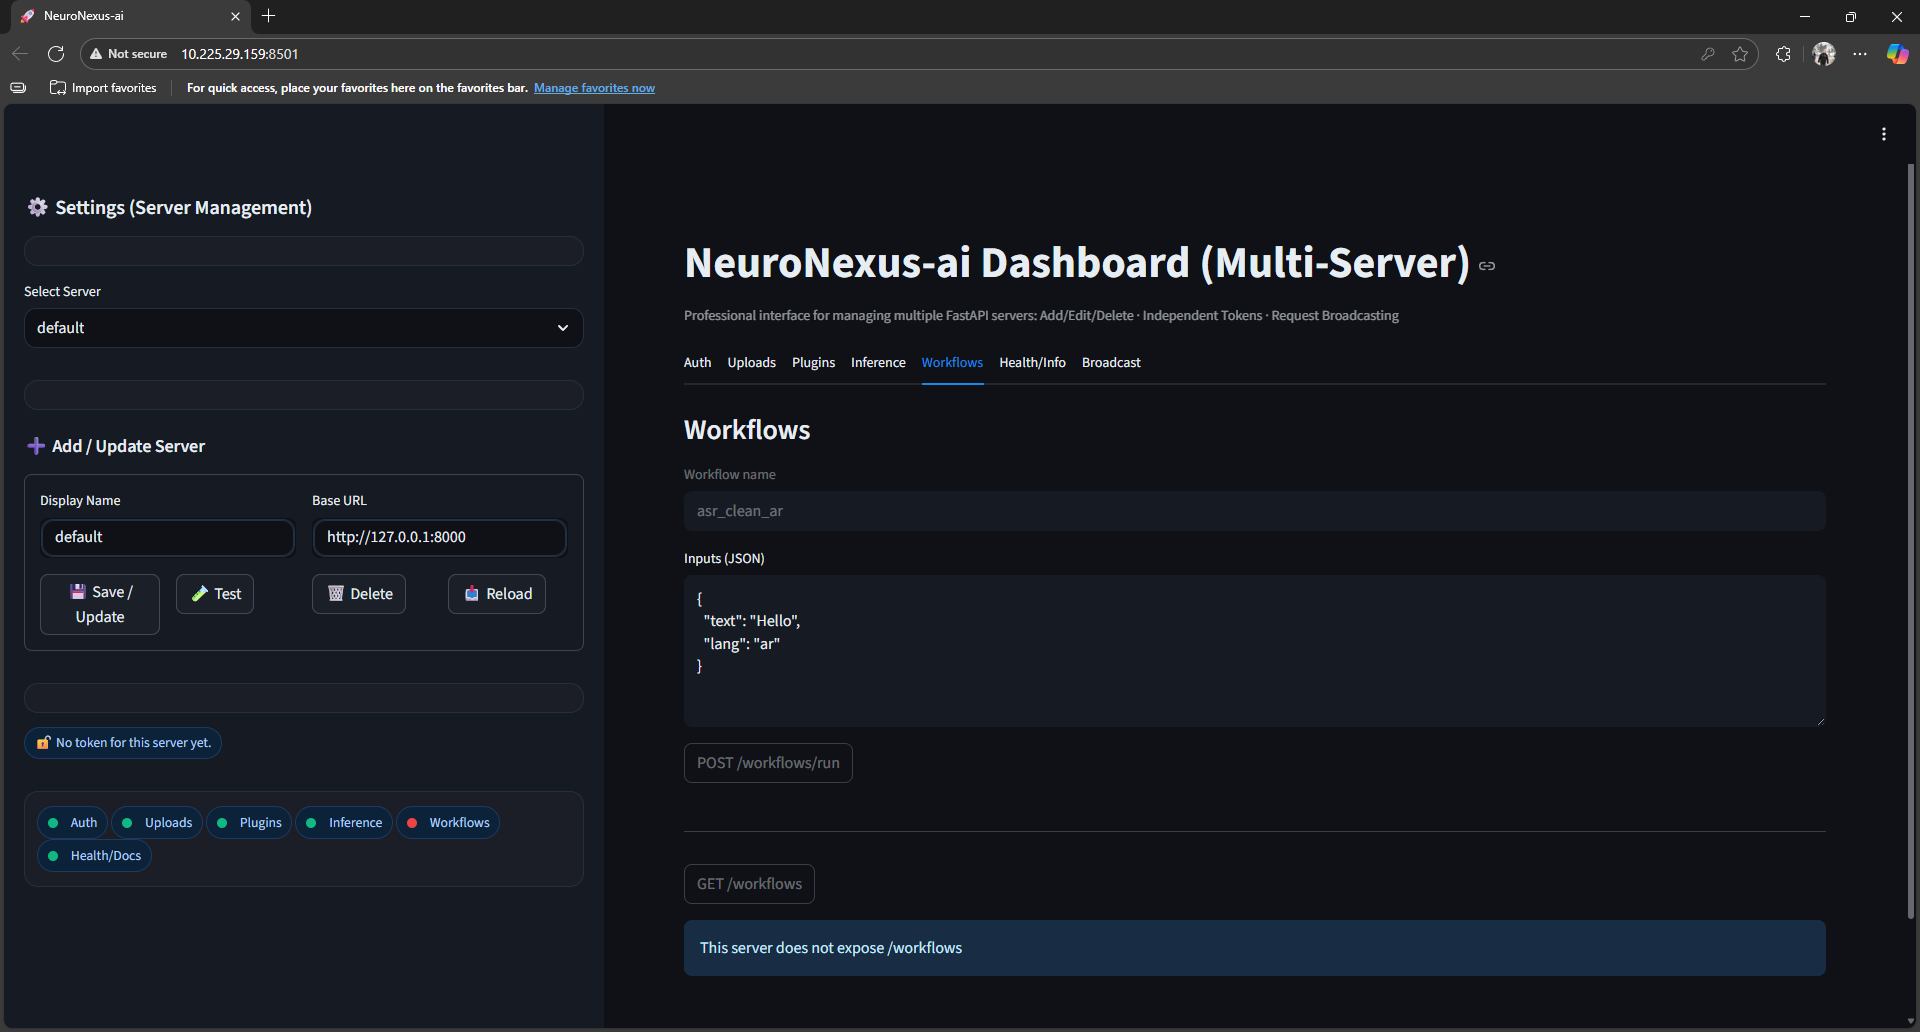 NeuroNexus-ai
Not secure 10.225.29.159:8501
Import favorites
For quick access, place your favorites here on the favorites bar. Manage favorites now
Settings (Server Management)
Select Server
default
Add / Update Server
Display Name
Base URL
default
http://127.0.0.1:8000
Save /
Update
Test
Delete
Reload
No token for this server yet.
Auth
Uploads
Plugins
Inference
Workflows
Health/Docs
NeuroNexus-ai Dashboard (Multi-Server)
Professional interface for managing multiple FastAPI servers: Add/Edit/Delete · Independent Tokens · Request Broadcasting
Auth Uploads Plugins Inference Workflows Health/Info Broadcast
Workflows
Workflow name
asr_clean_ar
Inputs (JSON)
{
"text": "Hello",
"lang": "ar"
}
POST /workflows/run
GET /workflows
This server does not expose /workflows